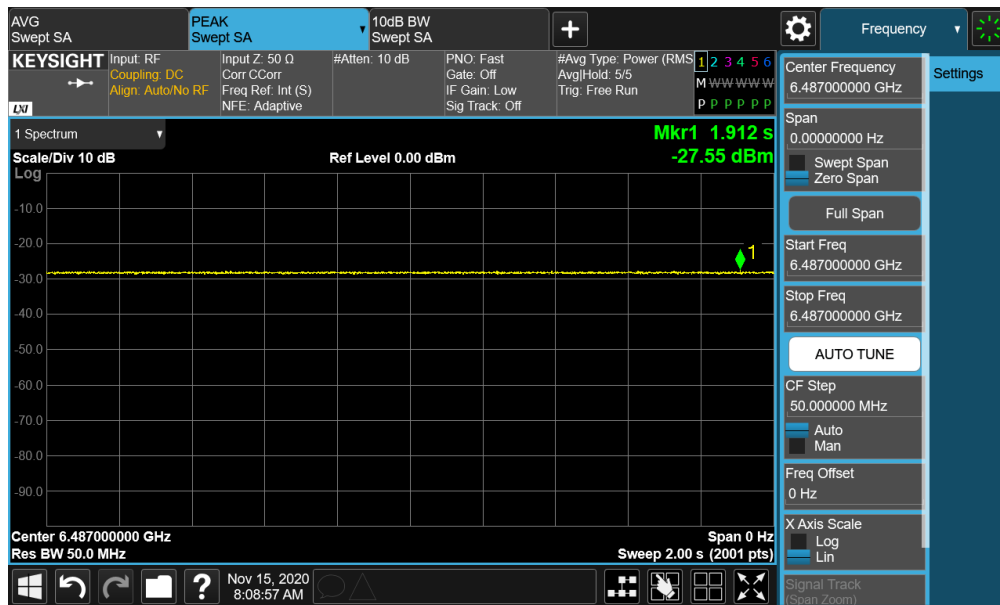 AVG
Swept SA
PEAK
Swept SA
10dB BW
Swept SA
Frequency
KEYSIGHT
LXI
Input: RF
Coupling: DC
Align: Auto/No RF
Input Z: 50 Ω
Corr CCorr
Freq Ref: Int (S)
NFE: Adaptive
#Atten: 10 dB
PNO: Fast
Gate: Off
IF Gain: Low
Sig Track: Off
#Avg Type: Power (RMS
Avg|Hold: 5/5
Trig: Free Run
1 2 3 4 5 6
M W W W W W
P P P P P P
1 Spectrum
Mkr1 1.912 s
Scale/Div 10 dB
Ref Level 0.00 dBm
-27.55 dBm
Log
-10.0
-20.0
1
-30.0
-40.0
-50.0
-60.0
-70.0
-80.0
-90.0
Center 6.487000000 GHz
Span 0 Hz
Res BW 50.0 MHz
Sweep 2.00 s (2001 pts)
Nov 15, 2020
8:08:57 AM
Center Frequency
6.487000000 GHz
Settings
Span
0.00000000 Hz
Swept Span
Zero Span
Full Span
Start Freq
6.487000000 GHz
Stop Freq
6.487000000 GHz
AUTO TUNE
CF Step
50.000000 MHz
Auto
Man
Freq Offset
0 Hz
X Axis Scale
Log
Lin
Signal Track
(Span Zoom)